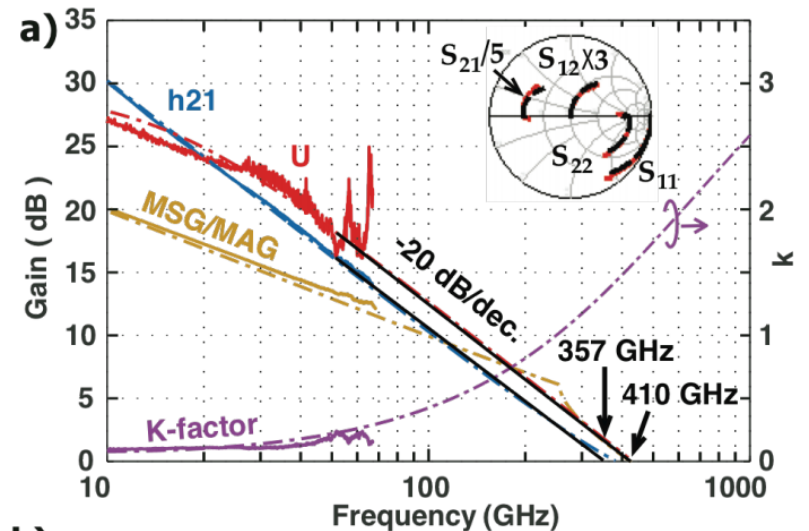 a)
35
30
25
20
15
10
5
0
Gain ( dB )
h21
U
MSG/MAG
K-factor
-20 dB/dec.
357 GHz
410 GHz
S21/5
S12X3
S22
S11
3
2
1
0
k
10
100
1000
Frequency (GHz)